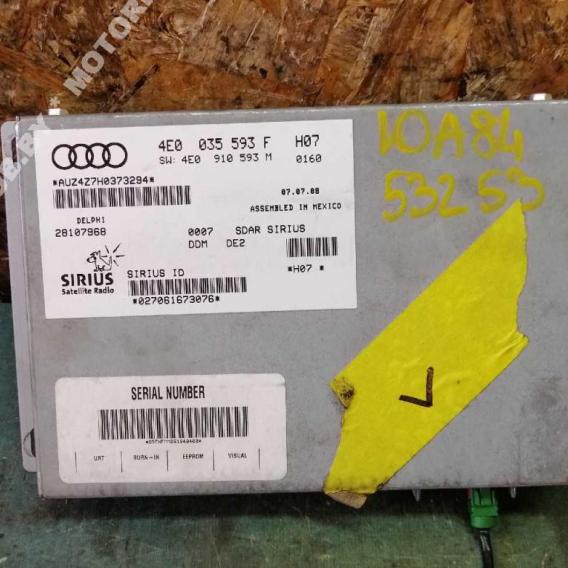 4E0 035 593 F H07
SW: 4E0 910 593 M 0160
*AUZ4Z7H0373294*
07.07.08
ASSEMBLED IN MEXICO
DELPHI
28107968 0007 SDAR SIRIUS
DDM DE2
SIRIUS
Satellite Radio
SIRIUS ID *H07 *
*027061673076*
SERIAL NUMBER
URT BURN-IN EEPROM VISUAL
10A84
53253
L
MOTOR